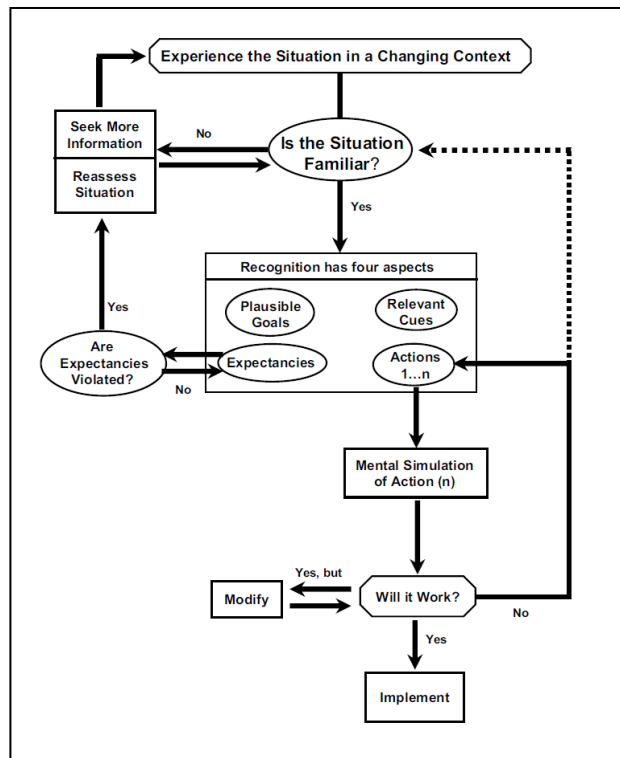 Experience the Situation in a Changing Context
Seek More
Information
Reassess
Situation
No
Is the Situation
Familiar?
Yes
Recognition has four aspects
Plausible
Goals
Relevant
Cues
Yes
Are
Expectancies
Violated?
No
Expectancies
Actions
1...n
Mental Simulation
of Action (n)
Yes, but
Modify
Will it Work?
No
Yes
Implement